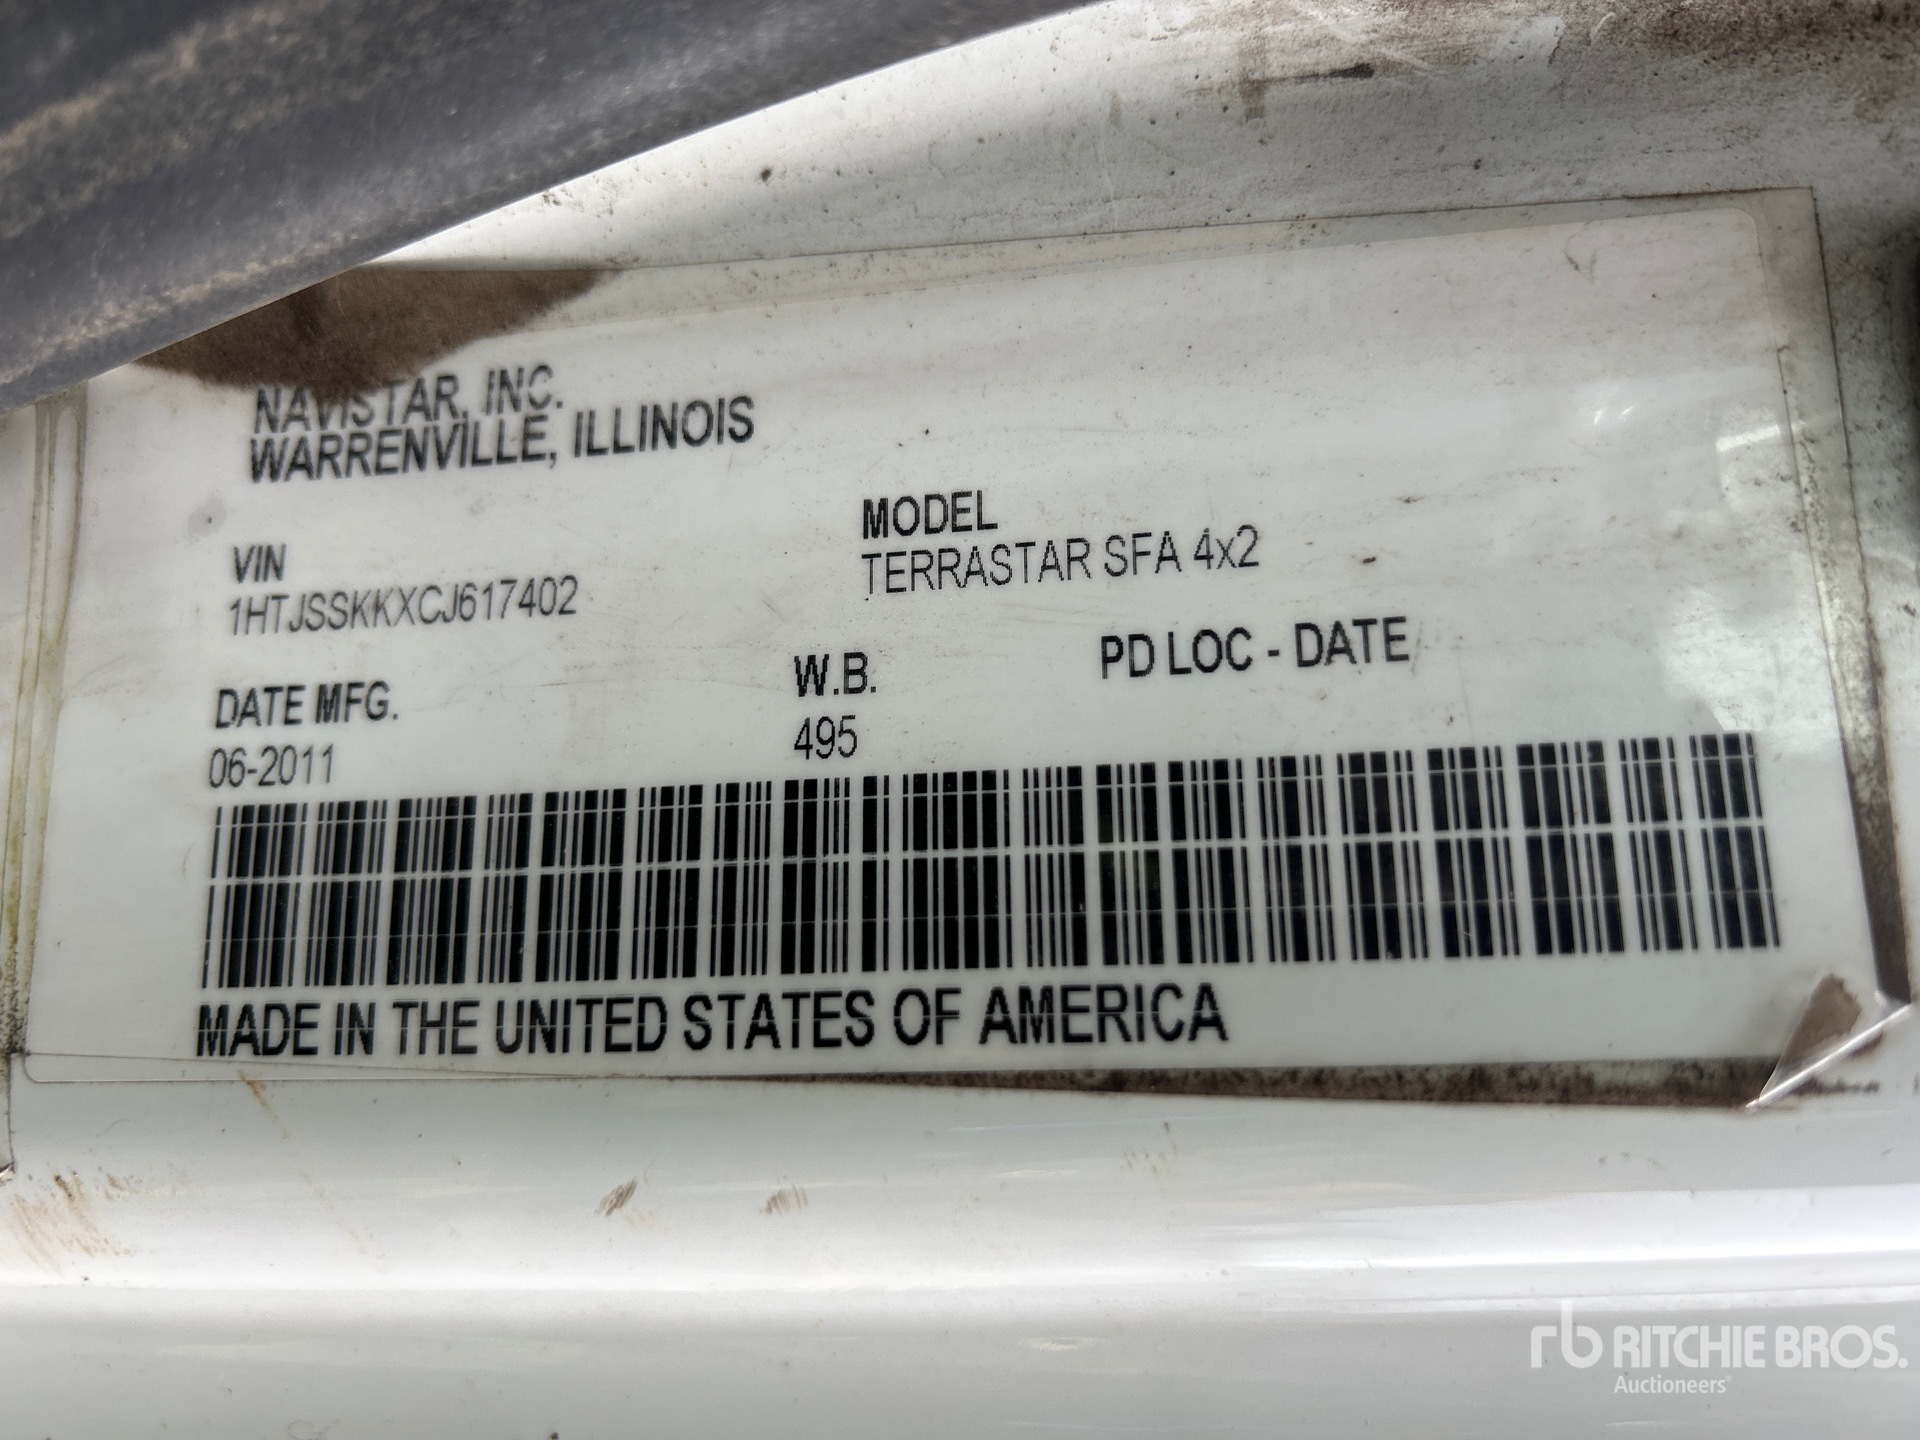 NAVISTAR, INC.
WARRENVILLE, ILLINOIS
MODEL
TERRASTAR SFA 4x2
VIN
1HTJSSKKXCJ617402
DATE MFG.
06-2011
W.B.
495
PD LOC - DATE
MADE IN THE UNITED STATES OF AMERICA
rb RITCHIE BROS.
Auctioneers